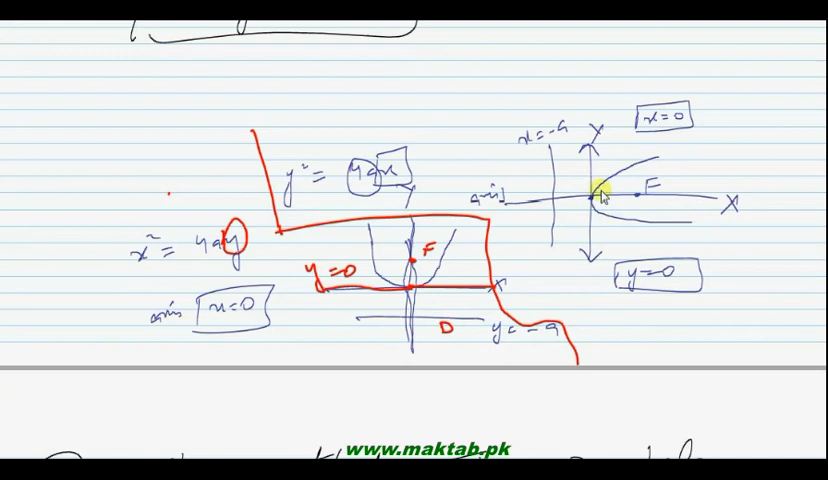 x = -a
Y
x = 0
y² = 4ax
axis
F
X
x² = 4ay
Y
F
y = 0
y = 0
axis x = 0
X
D
y = -a
www.maktab.pk